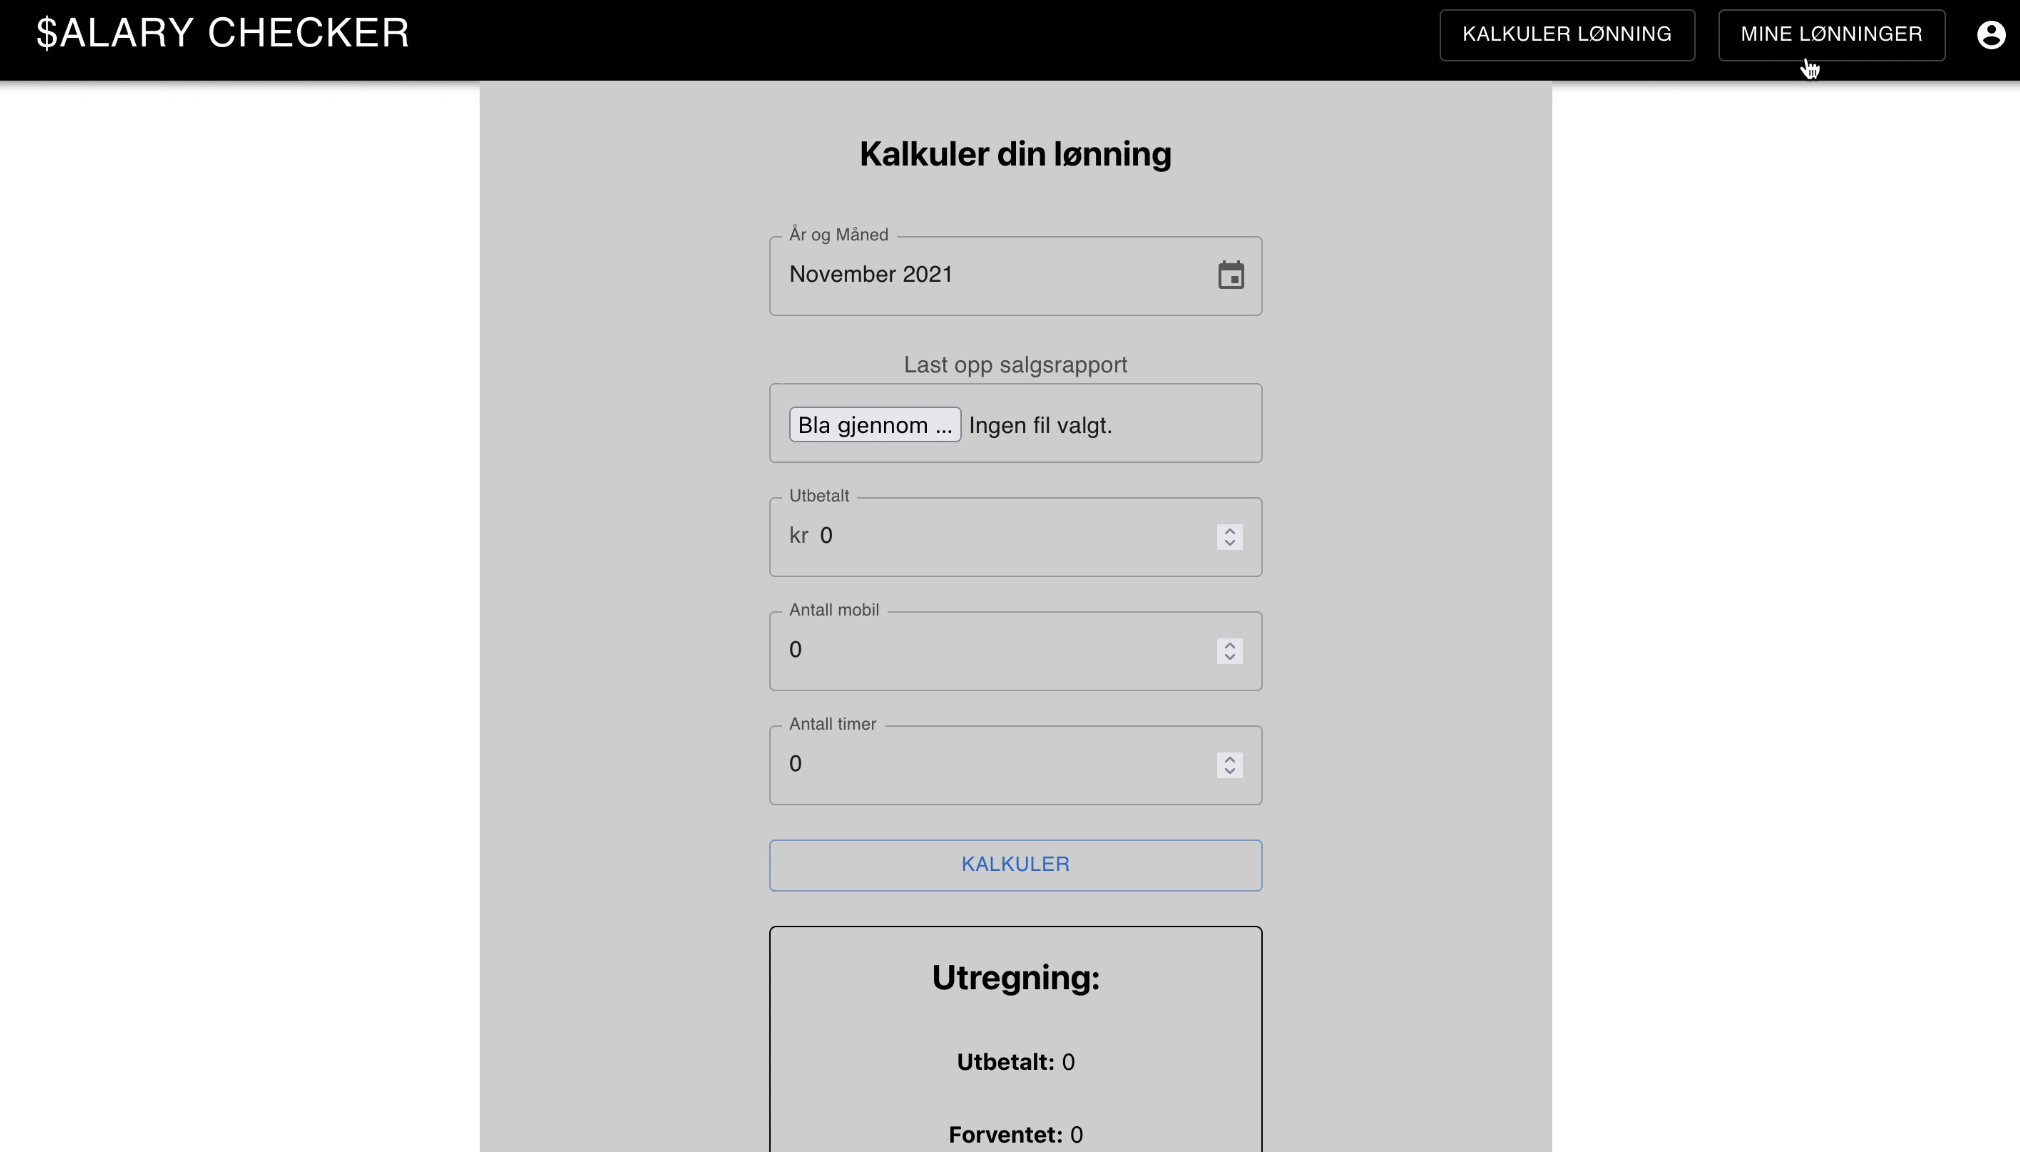 $ALARY CHECKER
KALKULER LØNNING
MINE LØNNINGER
Kalkuler din lønning
År og Måned
November 2021
Last opp salgsrapport
Bla gjennom ... Ingen fil valgt.
Utbetalt
kr 0
Antall mobil
0
Antall timer
0
KALKULER
Utregning:
Utbetalt: 0
Forventet: 0